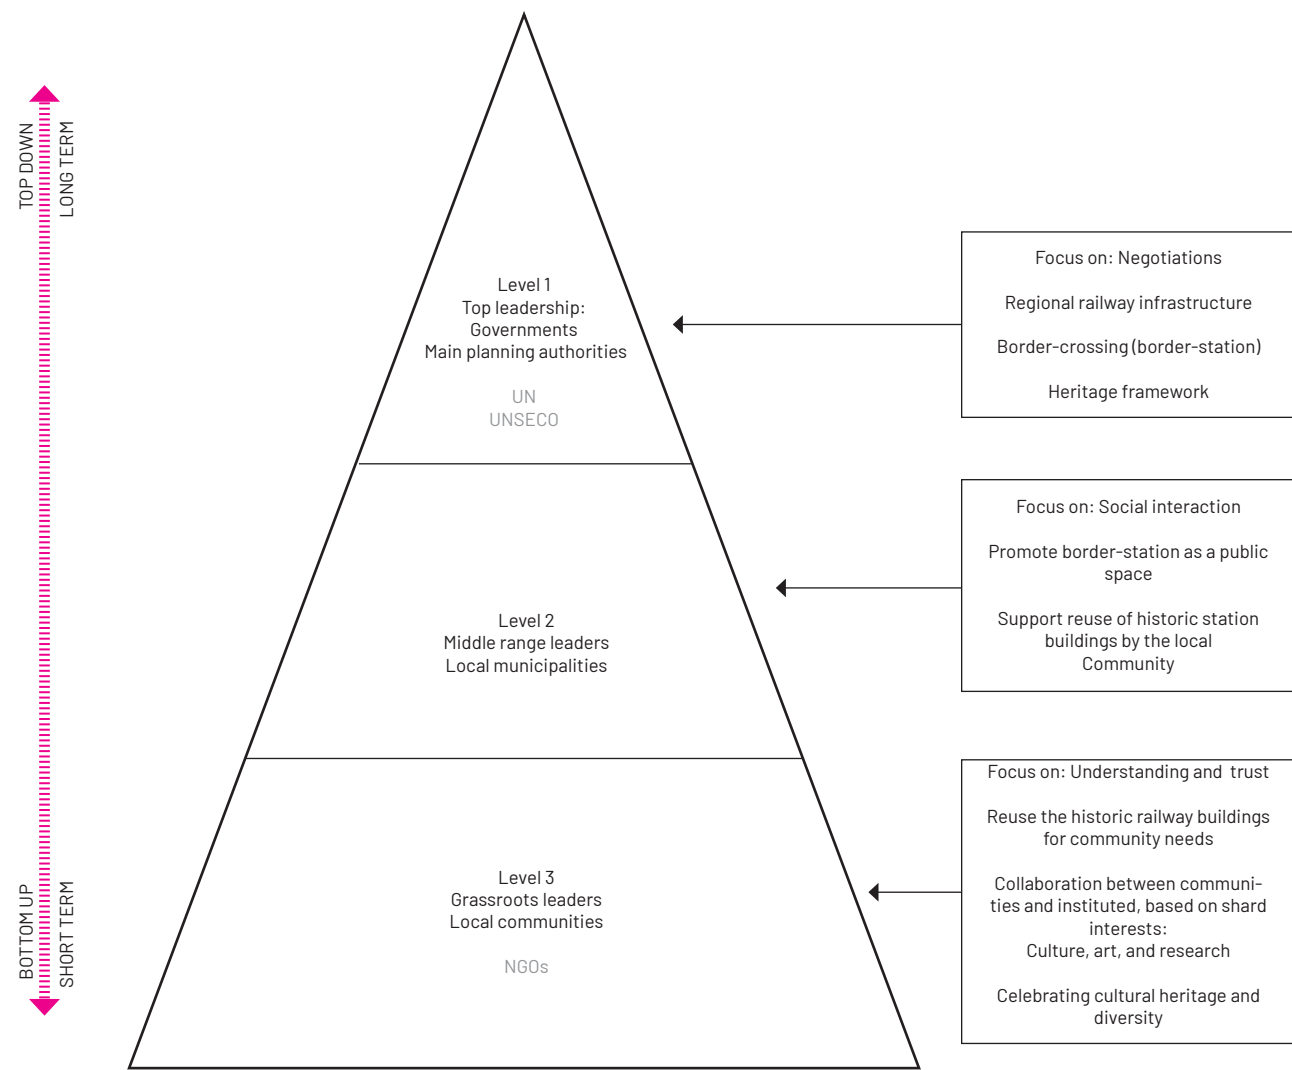 TOP DOWN
LONG TERM
Level 1
Top leadership:
Governments
Main planning authorities
UN
UNSECO
Focus on: Negotiations
Regional railway infrastructure
Border-crossing (border-station)
Heritage framework
Level 2
Middle range leaders
Local municipalities
Focus on: Social interaction
Promote border-station as a public
space
Support reuse of historic station
buildings by the local
Community
BOTTOM UP
SHORT TERM
Level 3
Grassroots leaders
Local communities
NGOs
Focus on: Understanding and  trust
Reuse the historic railway buildings
for community needs
Collaboration between communi-
ties and instituted, based on shard
interests:
Culture, art, and research
Celebrating cultural heritage and
diversity